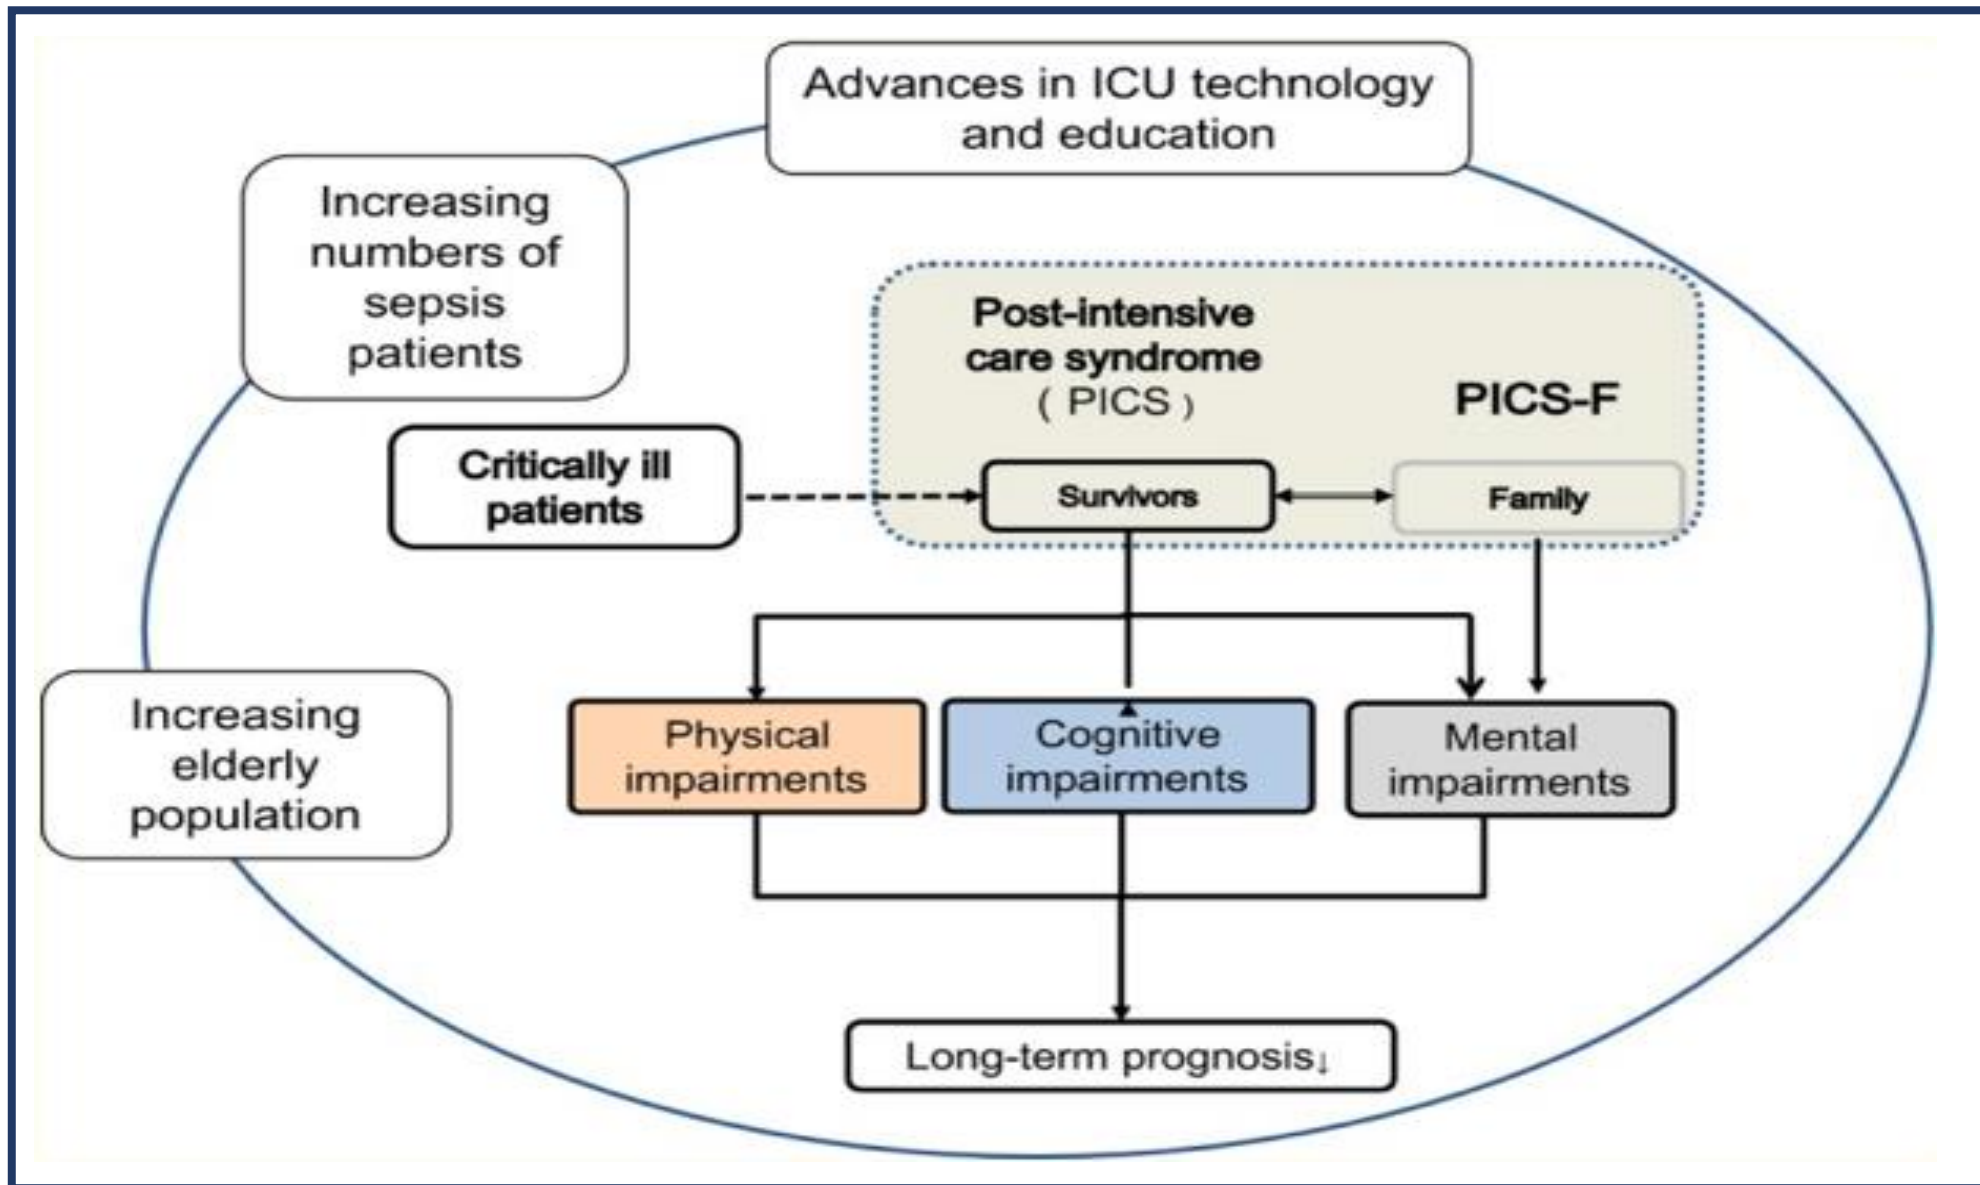 Advances in ICU technology
and education
Increasing
numbers of
sepsis
patients
Post-intensive
care syndrome
( PICS )
PICS-F
Critically ill
patients
Survivors
Family
Increasing
elderly
population
Physical
impairments
Cognitive
impairments
Mental
impairments
Long-term prognosis↓